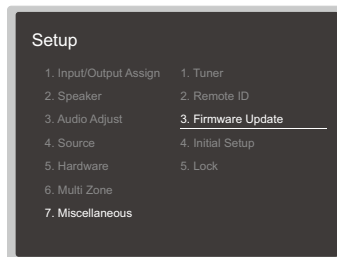 Setup
1. Input/Output Assign
2. Speaker
3. Audio Adjust
4. Source
5. Hardware
6. Multi Zone
7. Miscellaneous
1. Tuner
2. Remote ID
3. Firmware Update
4. Initial Setup
5. Lock